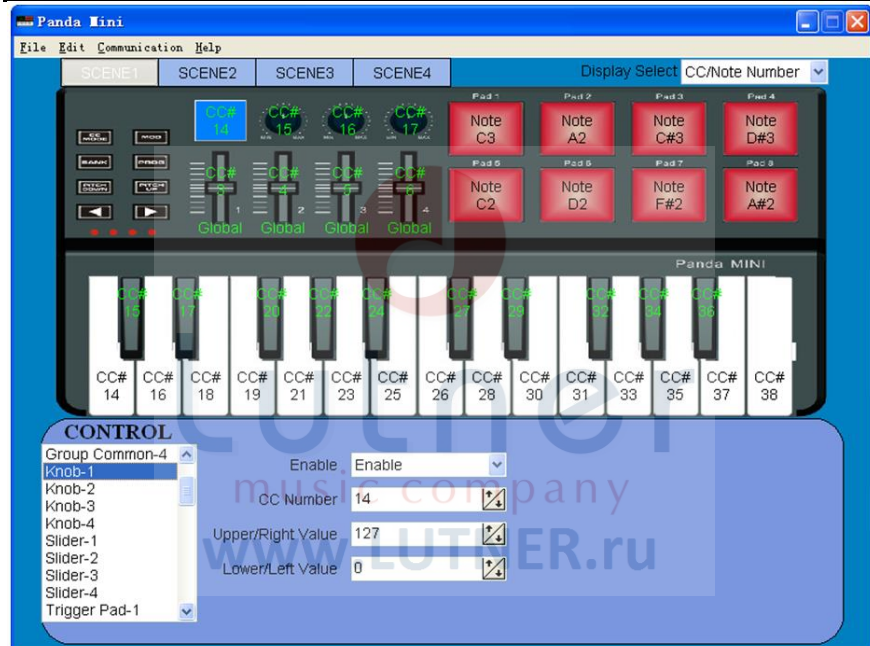 Panda Mini
File Edit Communication Help
SCENE1 SCENE2 SCENE3 SCENE4 Display Select CC/Note Number
Pad 1 Pad 2 Pad 3 Pad 4
CC# 14 CC# 15 CC# 16 CC# 17
Note C3 Note A2 Note C#3 Note D#3
CC MODE MOD
BANK PROG
PITCH DOWN PITCH UP
Pad 5 Pad 6 Pad 7 Pad 8
CC# 3 CC# 4 CC# 5 CC# 6
Note C2 Note D2 Note F#2 Note A#2
1 2 3 4
Global Global Global Global
Panda MINI
CC# 15 CC# 17 CC# 20 CC# 22 CC# 24 CC# 27 CC# 29 CC# 32 CC# 34 CC# 36
CC# 14 CC# 16 CC# 18 CC# 19 CC# 21 CC# 23 CC# 25 CC# 26 CC# 28 CC# 30 CC# 31 CC# 33 CC# 35 CC# 37 CC# 38
CONTROL
Group Common-4
Knob-1
Knob-2
Knob-3
Knob-4
Slider-1
Slider-2
Slider-3
Slider-4
Trigger Pad-1
Enable Enable
CC Number 14
Upper/Right Value 127
Lower/Left Value 0
Lutner
music company
www.LUTNER.ru